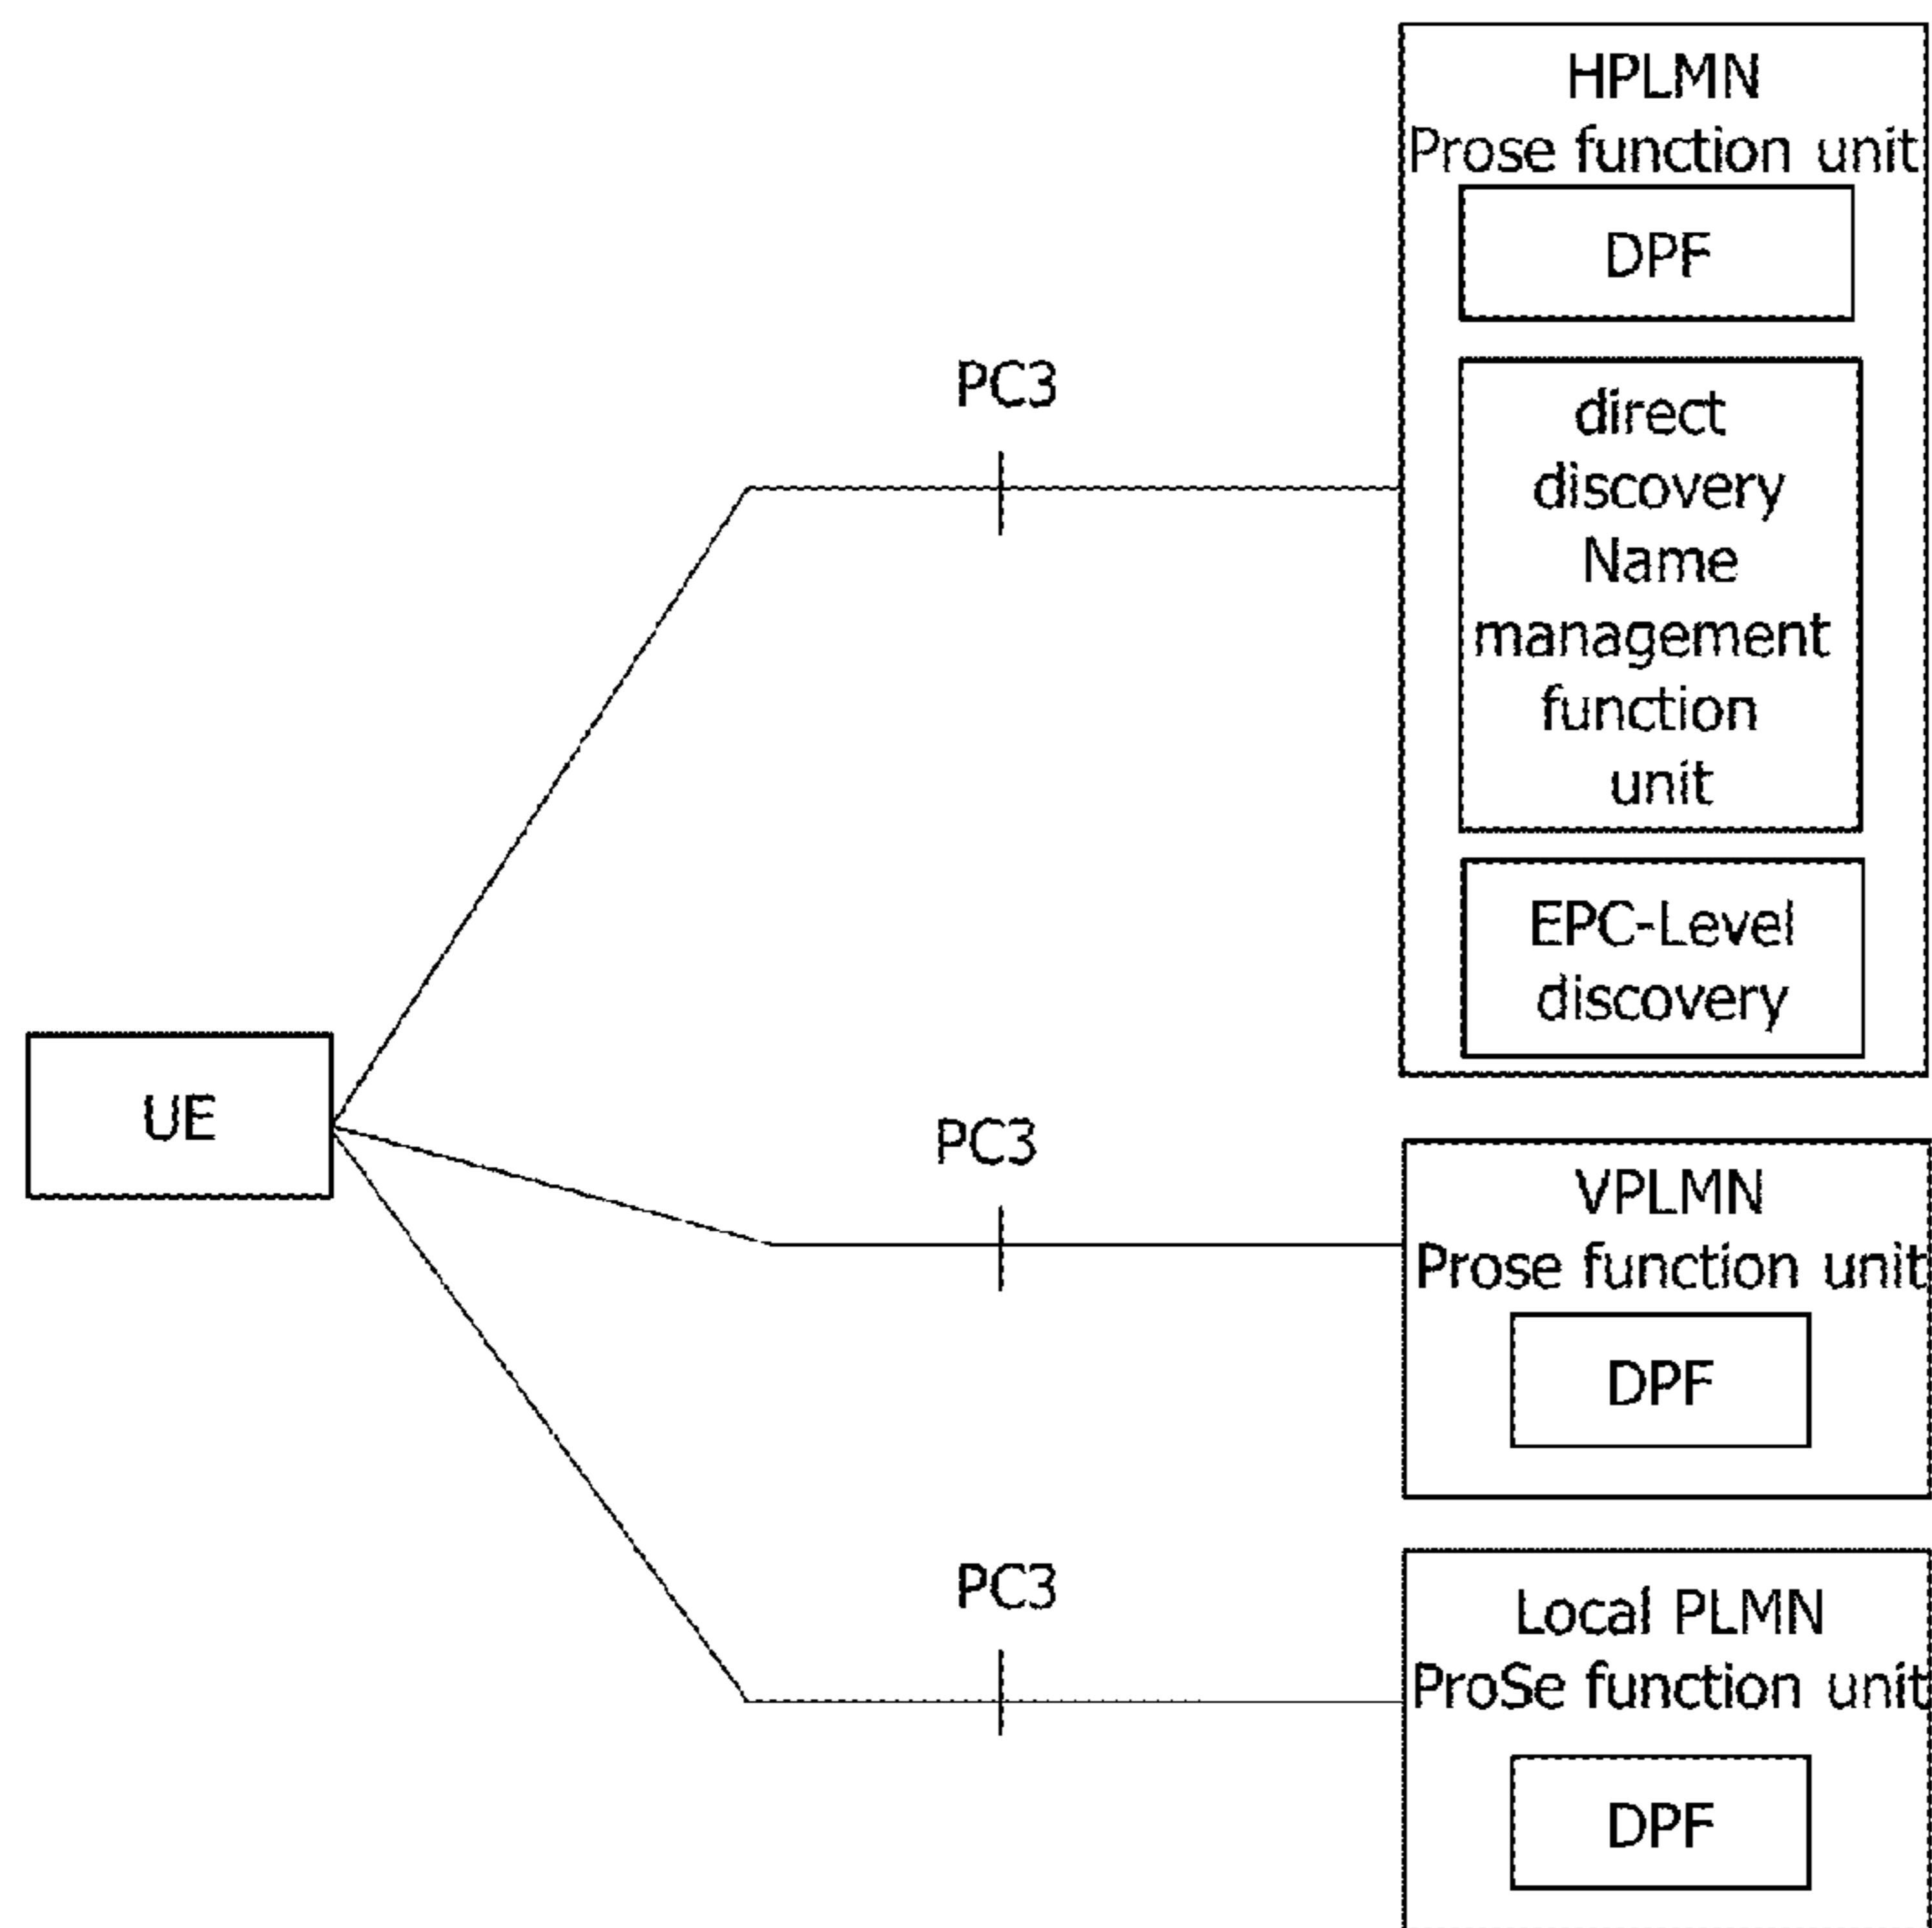 HPLMN
Prose function unit
DPF
PC3
direct
discovery
Name
management
function
unit
EPC-Level
discovery
UE
PC3
VPLMN
Prose function unit
DPF
PC3
Local PLMN
ProSe function unit
DPF